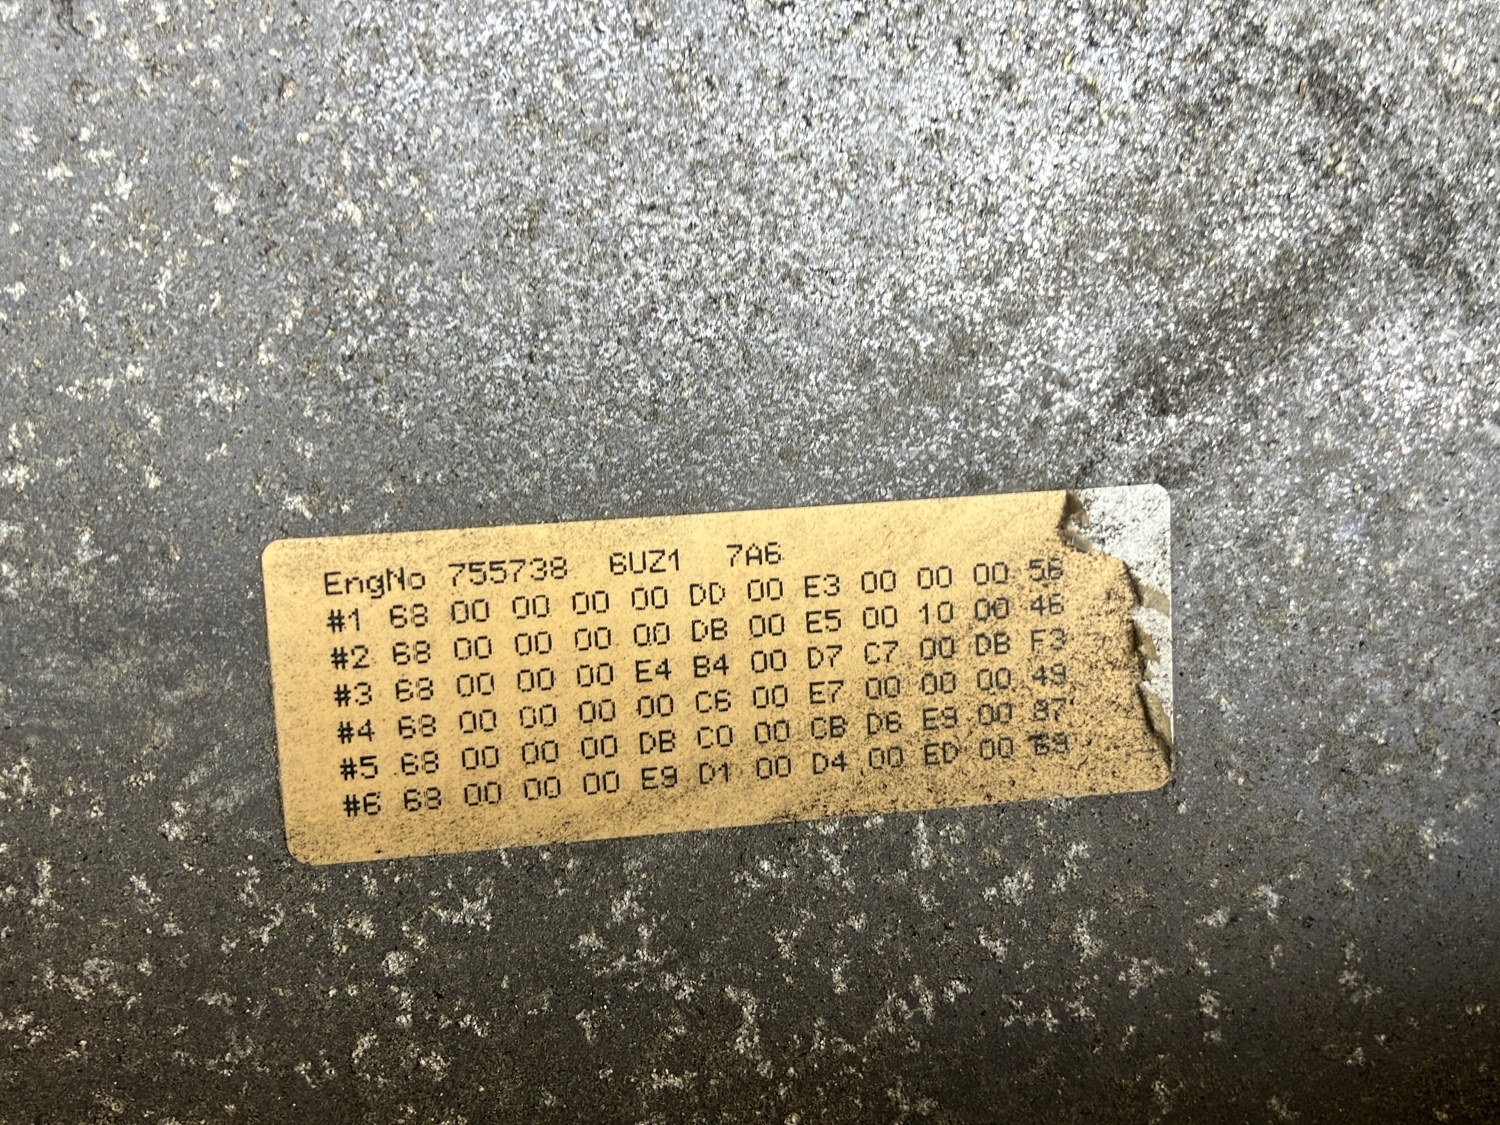 EngNo 755738 6UZ1 7A6
#1 68 00 00 00 00 DD 00 E3 00 00 00 56
#2 68 00 00 00 00 DB 00 E5 00 10 00 46
#3 68 00 00 00 E4 B4 00 D7 C7 00 DB F3
#4 68 00 00 00 00 C6 00 E7 00 00 00 49
#5 68 00 00 00 DB C0 00 CB D6 E9 00 87
#6 68 00 00 00 E9 D1 00 D4 00 ED 00 69